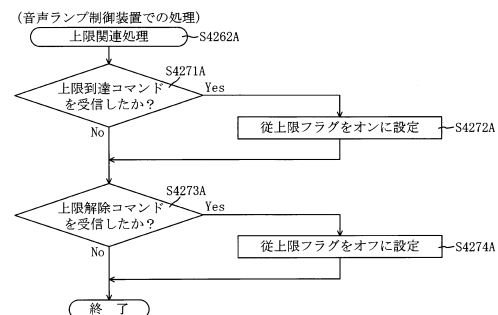 (音声ランプ制御装置での処理)
上限関連処理
S4262A
S4271A
上限到達コマンド
を受信したか?
Yes
No
従上限フラグをオンに設定
S4272A
S4273A
上限解除コマンド
を受信したか?
Yes
No
従上限フラグをオフに設定
S4274A
終 了